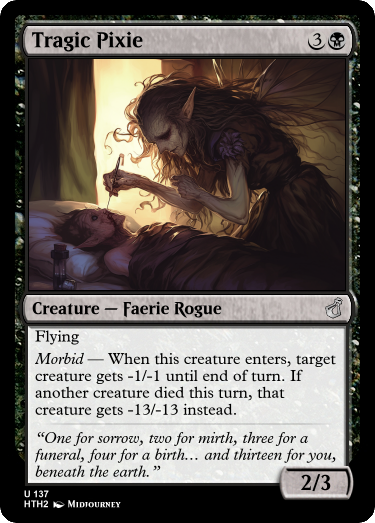 Tragic Pixie 3
Creature — Faerie Rogue
Flying
Morbid — When this creature enters, target
creature gets -1/-1 until end of turn. If
another creature died this turn, that
creature gets -13/-13 instead.
“One for sorrow, two for mirth, three for a
funeral, four for a birth… and thirteen for you,
beneath the earth.”
2/3
U 137
HTH2 Midjourney